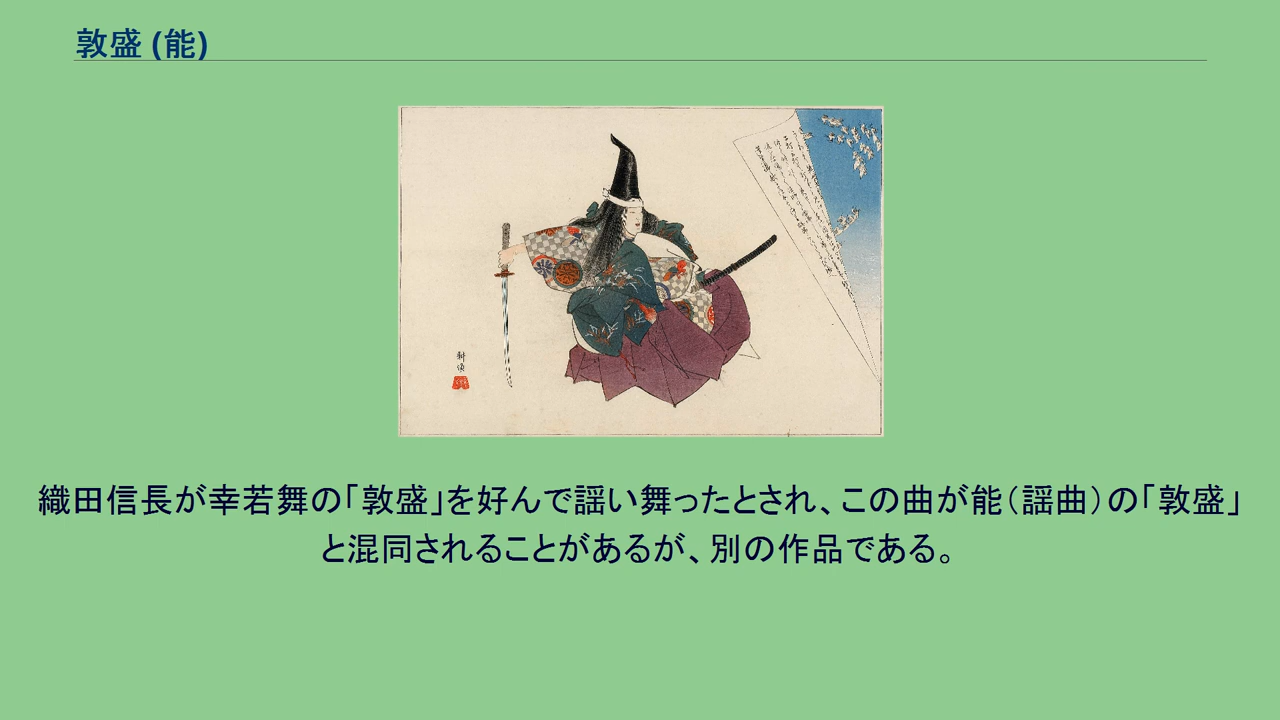 敦盛 (能)
耕漁
織田信長が幸若舞の｢敦盛｣を好んで謡い舞ったとされ、この曲が能（謡曲）の｢敦盛｣
と混同されることがあるが、別の作品である。